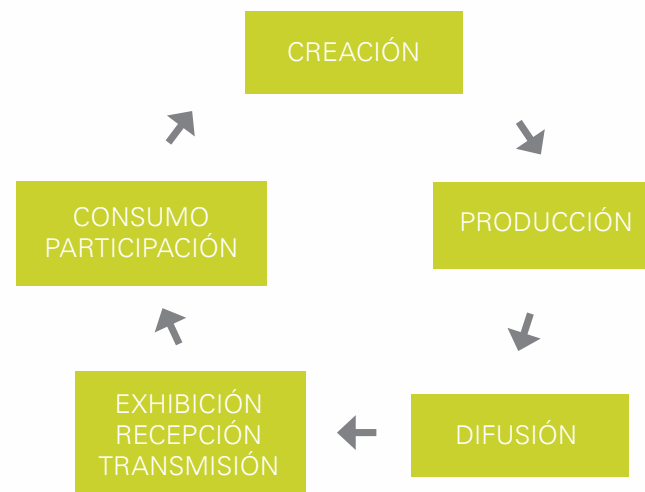 CREACIÓN
PRODUCCIÓN
DIFUSIÓN
EXHIBICIÓN
RECEPCIÓN
TRANSMISIÓN
CONSUMO
PARTICIPACIÓN